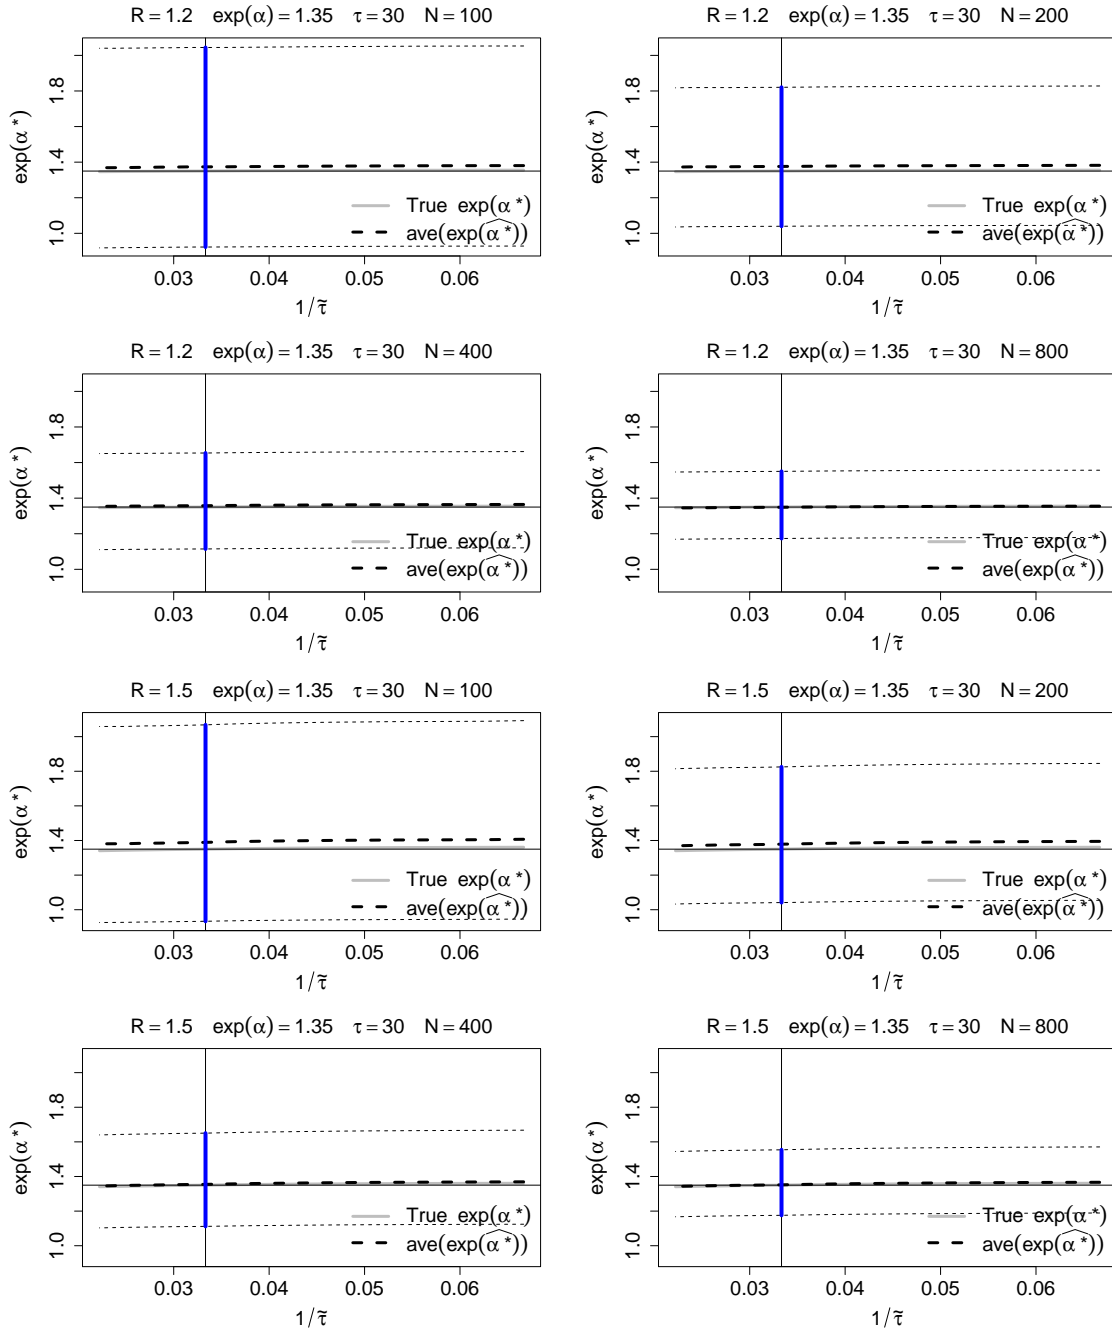 R = 1.2 exp(α) = 1.35 τ = 30 N = 100
exp(α*)
1.8
1.4
1.0
True exp(α*)
ave(exp(α̂*))
0.03 0.04 0.05 0.06
1/τ̃
R = 1.2 exp(α) = 1.35 τ = 30 N = 200
exp(α*)
1.8
1.4
1.0
True exp(α*)
ave(exp(α̂*))
0.03 0.04 0.05 0.06
1/τ̃
R = 1.2 exp(α) = 1.35 τ = 30 N = 400
exp(α*)
1.8
1.4
1.0
True exp(α*)
ave(exp(α̂*))
0.03 0.04 0.05 0.06
1/τ̃
R = 1.2 exp(α) = 1.35 τ = 30 N = 800
exp(α*)
1.8
1.4
1.0
True exp(α*)
ave(exp(α̂*))
0.03 0.04 0.05 0.06
1/τ̃
R = 1.5 exp(α) = 1.35 τ = 30 N = 100
exp(α*)
1.8
1.4
1.0
True exp(α*)
ave(exp(α̂*))
0.03 0.04 0.05 0.06
1/τ̃
R = 1.5 exp(α) = 1.35 τ = 30 N = 200
exp(α*)
1.8
1.4
1.0
True exp(α*)
ave(exp(α̂*))
0.03 0.04 0.05 0.06
1/τ̃
R = 1.5 exp(α) = 1.35 τ = 30 N = 400
exp(α*)
1.8
1.4
1.0
True exp(α*)
ave(exp(α̂*))
0.03 0.04 0.05 0.06
1/τ̃
R = 1.5 exp(α) = 1.35 τ = 30 N = 800
exp(α*)
1.8
1.4
1.0
True exp(α*)
ave(exp(α̂*))
0.03 0.04 0.05 0.06
1/τ̃